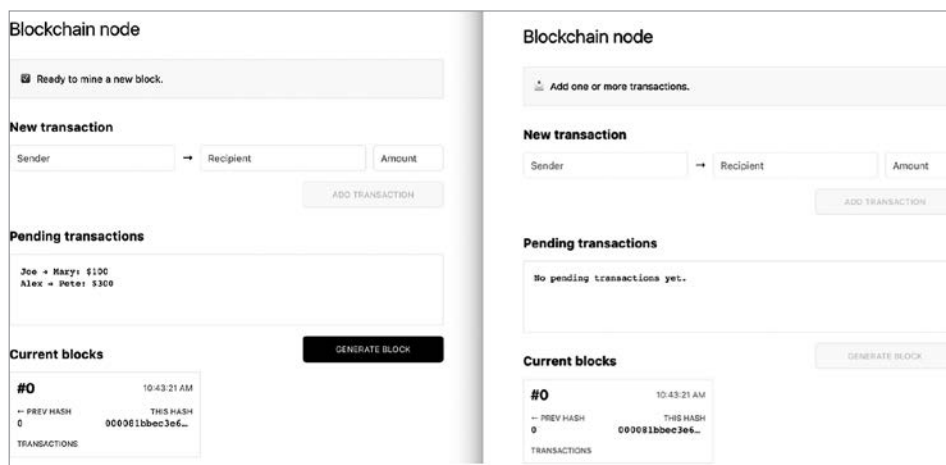 Blockchain node
Ready to mine a new block.
New transaction
Sender → Recipient Amount
ADD TRANSACTION
Pending transactions
Joe → Mary: $100
Alex → Pete: $300
GENERATE BLOCK
Current blocks
#0 10:43:21 AM
← PREV HASH THIS HASH
0 000081bbec3e6…
TRANSACTIONS
Blockchain node
Add one or more transactions.
New transaction
Sender → Recipient Amount
ADD TRANSACTION
Pending transactions
No pending transactions yet.
GENERATE BLOCK
Current blocks
#0 10:43:21 AM
← PREV HASH THIS HASH
0 000081bbec3e6…
TRANSACTIONS